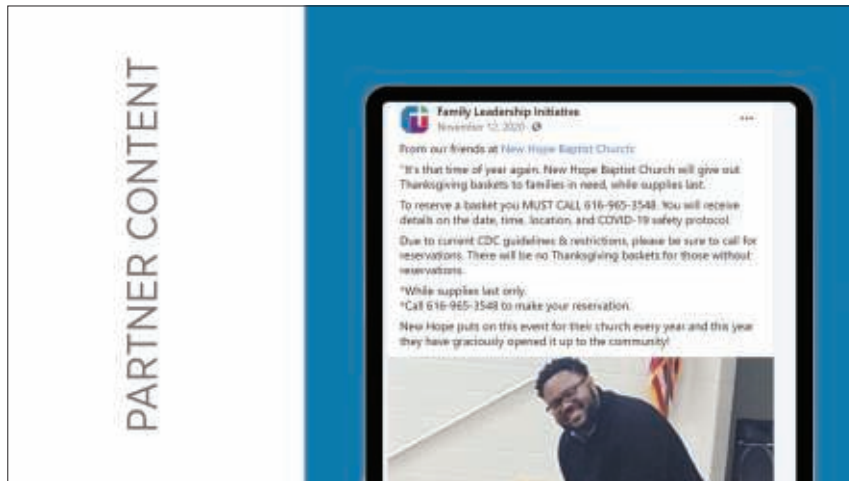 PARTNER CONTENT
Family Leadership Initiative
November 12, 2020
From our friends at New Hope Baptist Church:
"It's that time of year again. New Hope Baptist Church will give out
Thanksgiving baskets to families in need, while supplies last.
To reserve a basket you MUST CALL 616-965-3548. You will receive
details on the date, time, location, and COVID-19 safety protocol.
Due to current CDC guidelines & restrictions, please be sure to call for
reservations. There will be no Thanksgiving baskets for those without
reservations.
*While supplies last only.
*Call 616-965-3548 to make your reservation.
New Hope puts on this event for their church every year and this year
they have graciously opened it up to the community!